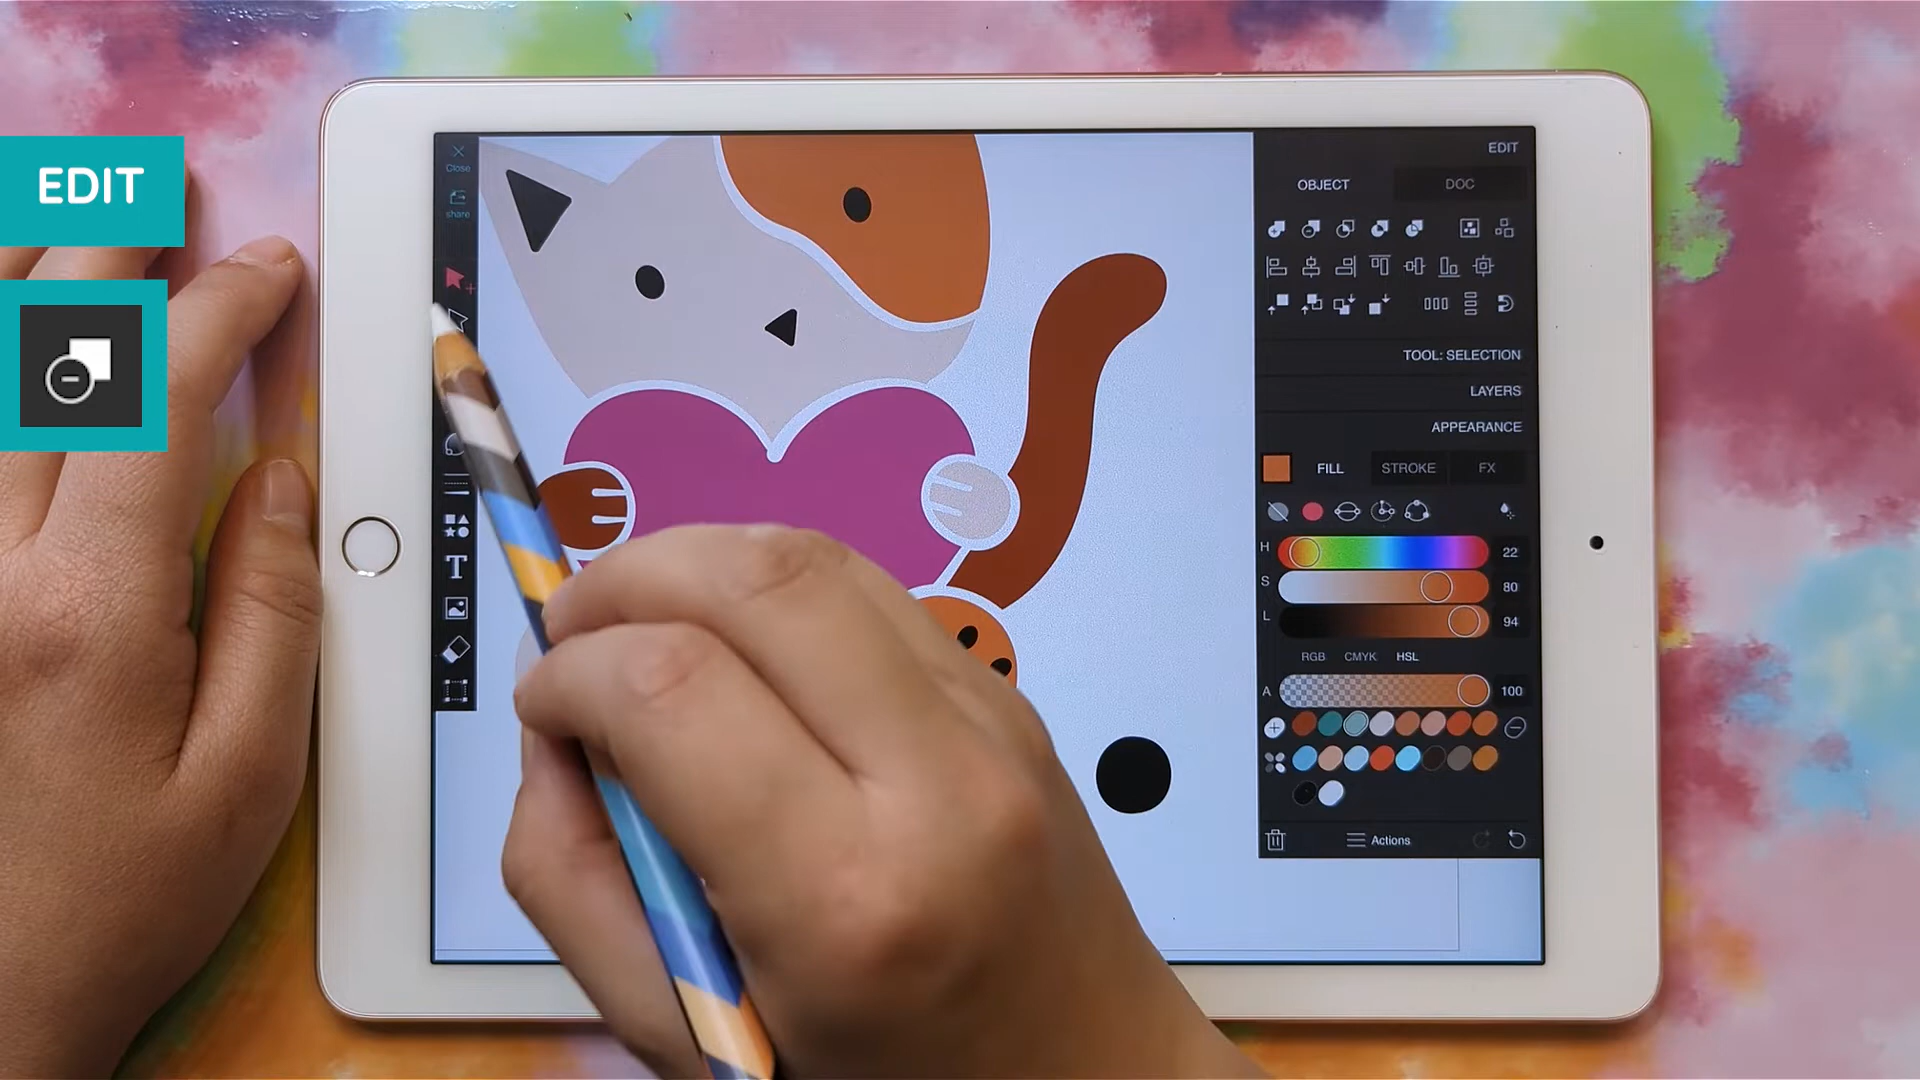 EDIT
Close
share
T
EDIT
OBJECT DOC
TOOL: SELECTION
LAYERS
APPEARANCE
FILL STROKE FX
H 22
S 80
L 94
RGB CMYK HSL
A 100
Actions